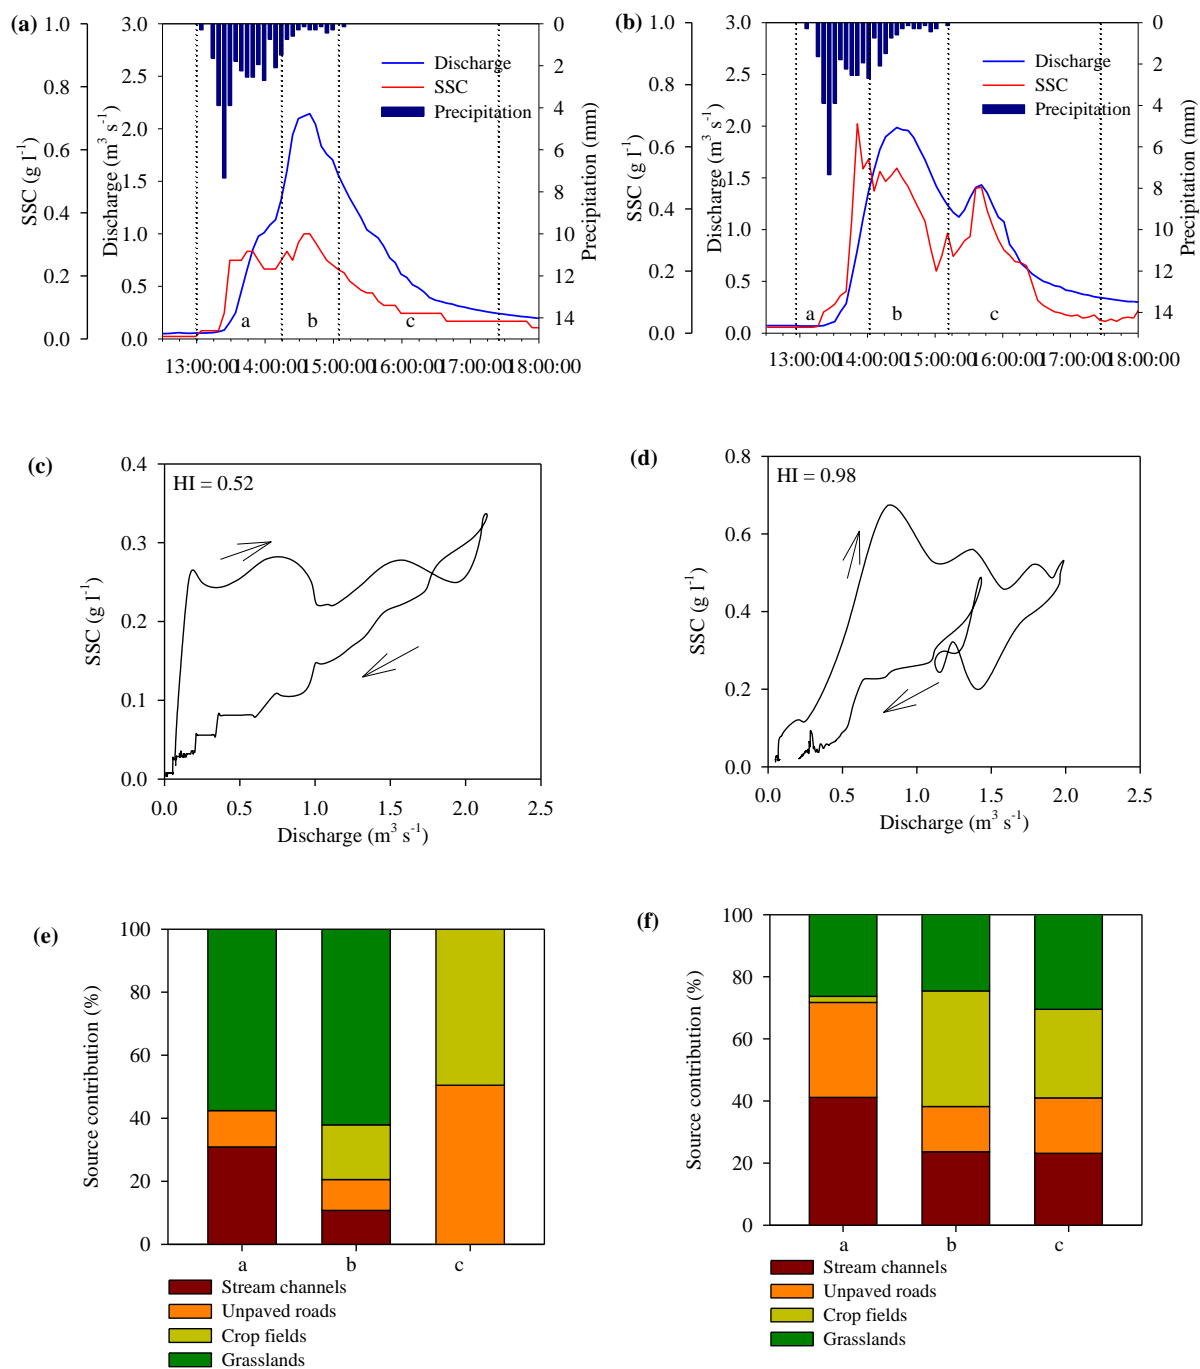 (a)
1.0
0.8
0.6
0.4
0.2
0.0
SSC (g l-1)
3.0
2.5
2.0
1.5
1.0
0.5
0.0
Discharge (m3 s-1)
Discharge
SSC
Precipitation
a
b
c
0
2
4
6
8
10
12
14
Precipitation (mm)
13:00:00
14:00:00
15:00:00
16:00:00
17:00:00
18:00:00
(b)
1.0
0.8
0.6
0.4
0.2
0.0
SSC (g l-1)
3.0
2.5
2.0
1.5
1.0
0.5
0.0
Discharge (m3 s-1)
Discharge
SSC
Precipitation
a
b
c
0
2
4
6
8
10
12
14
Precipitation (mm)
13:00:00
14:00:00
15:00:00
16:00:00
17:00:00
18:00:00
(c)
HI = 0.52
0.4
0.3
0.2
0.1
0.0
SSC (g l-1)
0.0 0.5 1.0 1.5 2.0 2.5
Discharge (m3 s-1)
(d)
HI = 0.98
0.8
0.6
0.4
0.2
0.0
SSC (g l-1)
0.0 0.5 1.0 1.5 2.0 2.5
Discharge (m3 s-1)
(e)
100
80
60
40
20
0
Source contribution (%)
a b c
Stream channels
Unpaved roads
Crop fields
Grasslands
(f)
100
80
60
40
20
0
Source contribution (%)
a b c
Stream channels
Unpaved roads
Crop fields
Grasslands